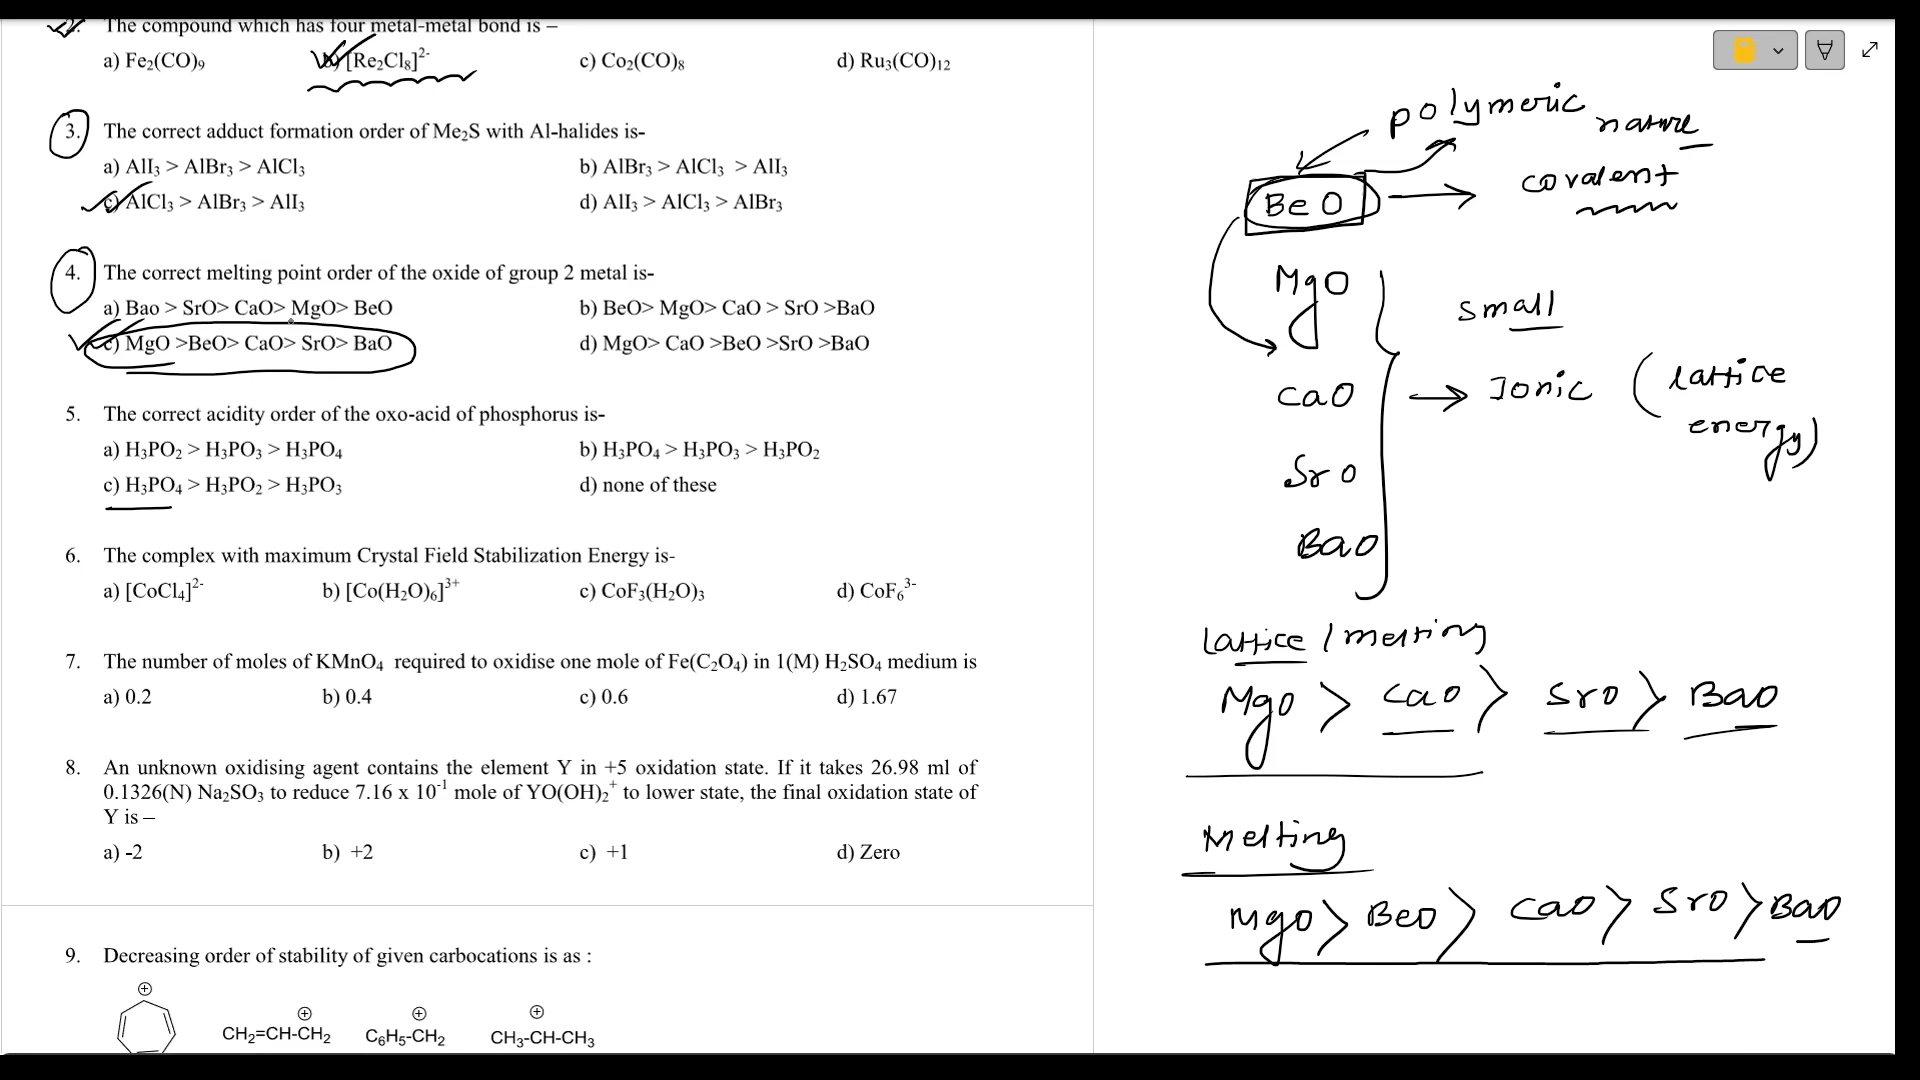 2. The compound which has four metal-metal bond is –
a) Fe₂(CO)₉ b) [Re₂Cl₈]²⁻ c) Co₂(CO)₈ d) Ru₃(CO)₁₂
3. The correct adduct formation order of Me₂S with Al-halides is-
a) AlI₃ > AlBr₃ > AlCl₃ b) AlBr₃ > AlCl₃ > AlI₃
c) AlCl₃ > AlBr₃ > AlI₃ d) AlI₃ > AlCl₃ > AlBr₃
4. The correct melting point order of the oxide of group 2 metal is-
a) Bao > SrO> CaO> MgO> BeO b) BeO> MgO> CaO > SrO >BaO
c) MgO >BeO> CaO> SrO> BaO d) MgO> CaO >BeO >SrO >BaO
5. The correct acidity order of the oxo-acid of phosphorus is-
a) H₃PO₂ > H₃PO₃ > H₃PO₄ b) H₃PO₄ > H₃PO₃ > H₃PO₂
c) H₃PO₄ > H₃PO₂ > H₃PO₃ d) none of these
6. The complex with maximum Crystal Field Stabilization Energy is-
a) [CoCl₄]²⁻ b) [Co(H₂O)₆]³⁺ c) CoF₃(H₂O)₃ d) CoF₆³⁻
7. The number of moles of KMnO₄ required to oxidise one mole of Fe(C₂O₄) in 1(M) H₂SO₄ medium is
a) 0.2 b) 0.4 c) 0.6 d) 1.67
8. An unknown oxidising agent contains the element Y in +5 oxidation state. If it takes 26.98 ml of
0.1326(N) Na₂SO₃ to reduce 7.16 x 10⁻¹ mole of YO(OH)₂⁺ to lower state, the final oxidation state of
Y is –
a) -2 b) +2 c) +1 d) Zero
9. Decreasing order of stability of given carbocations is as :
⊕ ⊕ ⊕ ⊕
CH₂=CH-CH₂ C₆H₅-CH₂ CH₃-CH-CH₃
polymeric
nature
BeO → covalent
MgO
small
CaO → Ionic (lattice
energy)
SrO
BaO
Lattice / melting
MgO > CaO > SrO > BaO
Melting
MgO > BeO > CaO > SrO > BaO